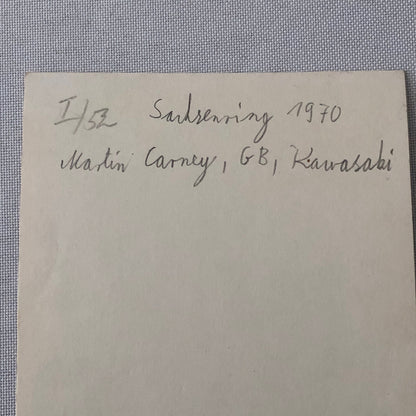 I/52 Sachsenring 1970
Martin Carney, GB, Kawasaki